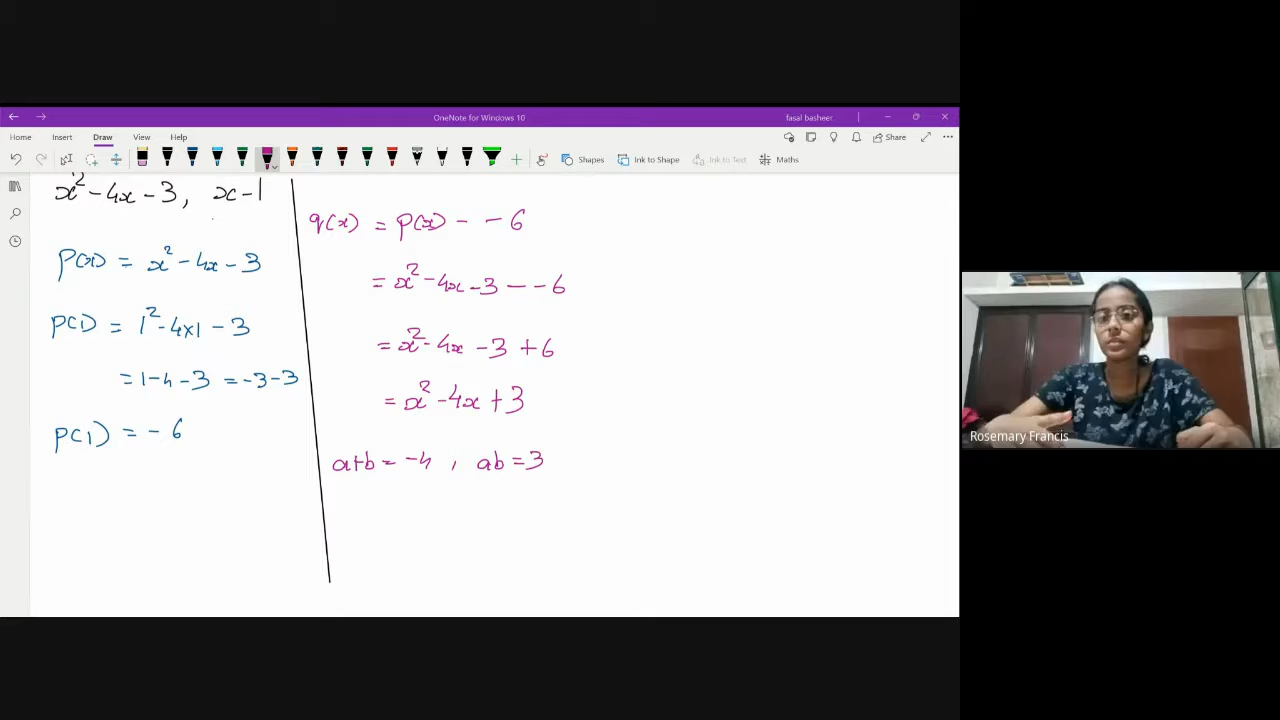 OneNote for Windows 10
fasal basheer
Home Insert Draw View Help
Share
Shapes Ink to Shape Ink to Text Maths
x² - 4x - 3, x - 1
P(x) = x² - 4x - 3
P(1) = 1² - 4×1 - 3
= 1 - 4 - 3 = -3 - 3
P(1) = - 6
q(x) = P(x) - - 6
= x² - 4x - 3 - - 6
= x² - 4x - 3 + 6
= x² - 4x + 3
a+b = -4 , ab = 3
Rosemary Francis